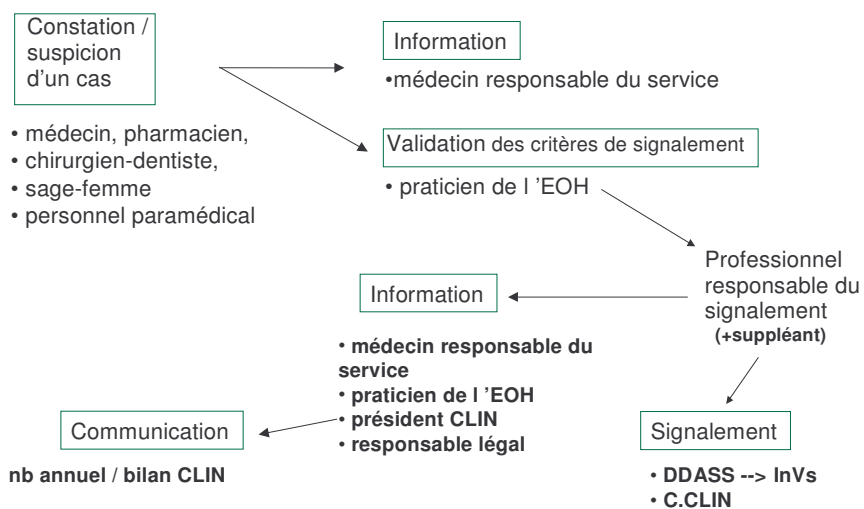 Constation /
suspicion
d'un cas
• médecin, pharmacien,
• chirurgien-dentiste,
• sage-femme
• personnel paramédical
Information
•médecin responsable du service
Validation des critères de signalement
• praticien de l 'EOH
Professionnel
responsable du
signalement
(+suppléant)
Information
• médecin responsable du
service
• praticien de l 'EOH
• président CLIN
• responsable légal
Communication
nb annuel / bilan CLIN
Signalement
• DDASS --> InVs
• C.CLIN